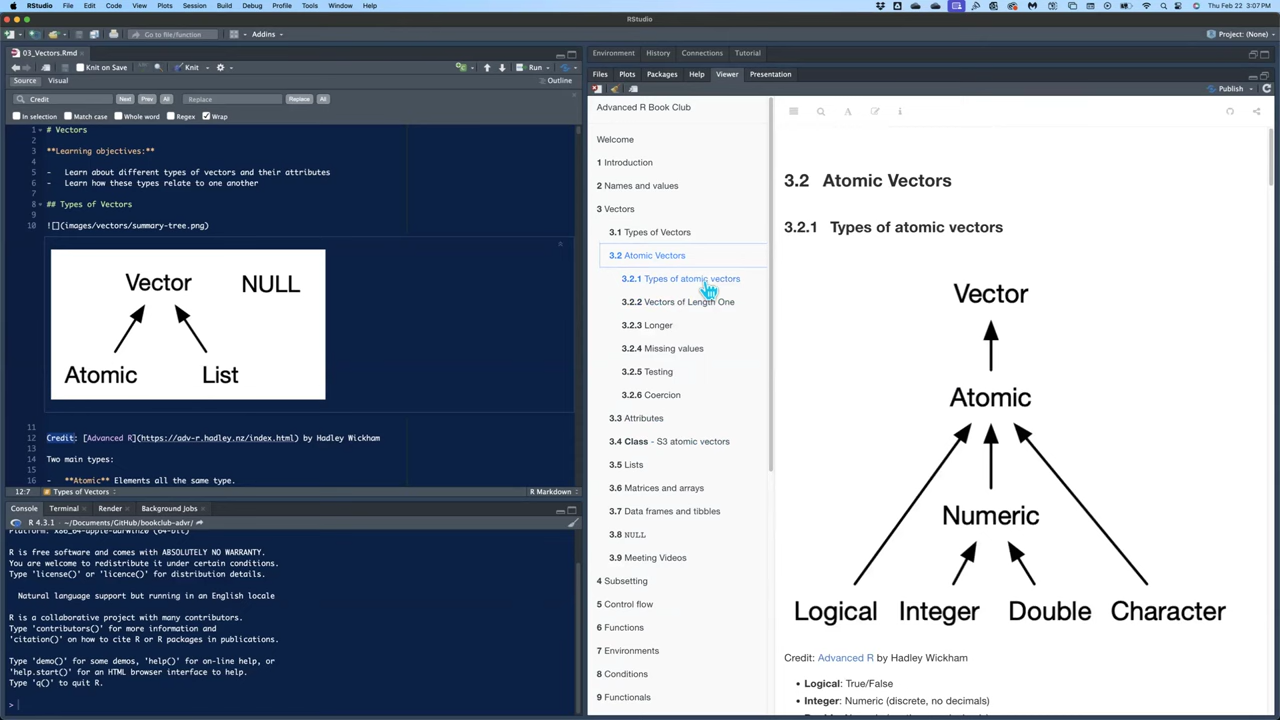 RStudio File Edit Code View Plots Session Build Debug Profile Tools Window Help
Thu Feb 22 3:07 PM
RStudio
Go to file/function
Addins
Project: (None)
03_Vectors.Rmd
Knit on Save
Knit
Run
Source Visual
Outline
Credit
Next Prev All
Replace
Replace All
In selection Match case Whole word Regex Wrap
1 # Vectors
2
3 **Learning objectives:**
4
5 - Learn about different types of vectors and their attributes
6 - Learn how these types relate to one another
7
8 ## Types of Vectors
9
10 ![](images/vectors/summary-tree.png)
Vector NULL
Atomic List
11
12 Credit: [Advanced R](https://adv-r.hadley.nz/index.html) by Hadley Wickham
13
14 Two main types:
15
16 - **Atomic** Elements all the same type.
12:7 Types of Vectors
R Markdown
Console Terminal Render Background Jobs
R 4.3.1 · ~/Documents/GitHub/bookclub-advr/
Platform: x86_64-apple-darwin20 (64-bit)
R is free software and comes with ABSOLUTELY NO WARRANTY.
You are welcome to redistribute it under certain conditions.
Type 'license()' or 'licence()' for distribution details.
Natural language support but running in an English locale
R is a collaborative project with many contributors.
Type 'contributors()' for more information and
'citation()' on how to cite R or R packages in publications.
Type 'demo()' for some demos, 'help()' for on-line help, or
'help.start()' for an HTML browser interface to help.
Type 'q()' to quit R.
>
Environment History Connections Tutorial
Files Plots Packages Help Viewer Presentation
Publish
Advanced R Book Club
Welcome
1 Introduction
2 Names and values
3 Vectors
3.1 Types of Vectors
3.2 Atomic Vectors
3.2.1 Types of atomic vectors
3.2.2 Vectors of Length One
3.2.3 Longer
3.2.4 Missing values
3.2.5 Testing
3.2.6 Coercion
3.3 Attributes
3.4 Class - S3 atomic vectors
3.5 Lists
3.6 Matrices and arrays
3.7 Data frames and tibbles
3.8 NULL
3.9 Meeting Videos
4 Subsetting
5 Control flow
6 Functions
7 Environments
8 Conditions
9 Functionals
3.2 Atomic Vectors
3.2.1 Types of atomic vectors
Vector
Atomic
Numeric
Logical Integer Double Character
Credit: Advanced R by Hadley Wickham
• Logical: True/False
• Integer: Numeric (discrete, no decimals)